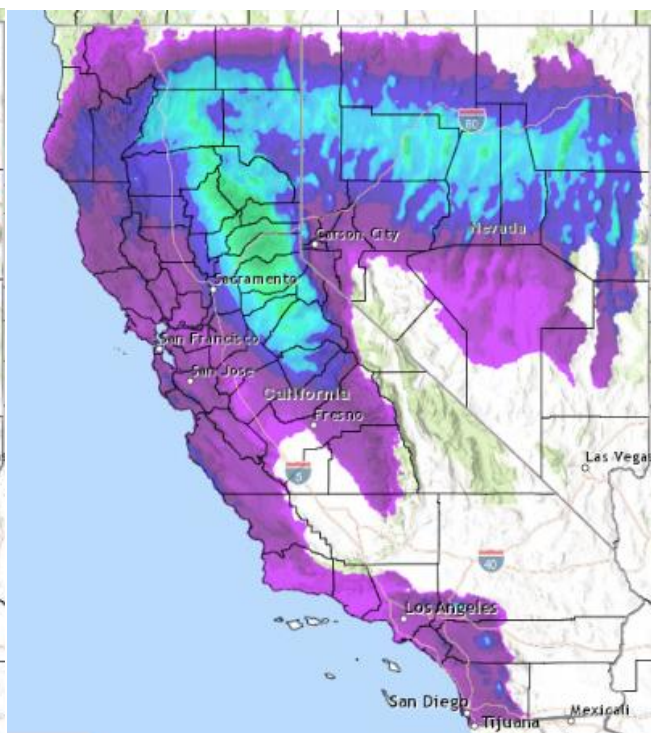 80
Nevada
Carson City
Sacramento
San Francisco
San Jose
California
Fresno
Las Vegas
5
40
Los Angeles
San Diego
Mexicali
Tijuana